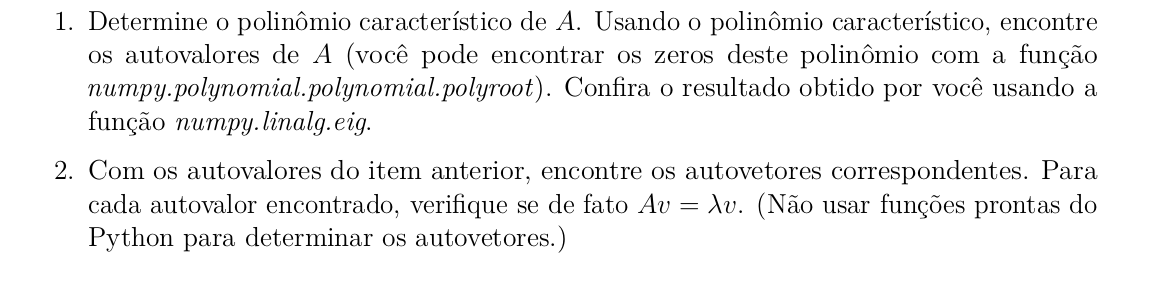 1. Determine o polinômio característico de A. Usando o polinômio característico, encontre
os autovalores de A (você pode encontrar os zeros deste polinômio com a função
numpy.polynomial.polynomial.polyroot). Confira o resultado obtido por você usando a
função numpy.linalg.eig.
2. Com os autovalores do item anterior, encontre os autovetores correspondentes. Para
cada autovalor encontrado, verifique se de fato Av = λv. (Não usar funções prontas do
Python para determinar os autovetores.)